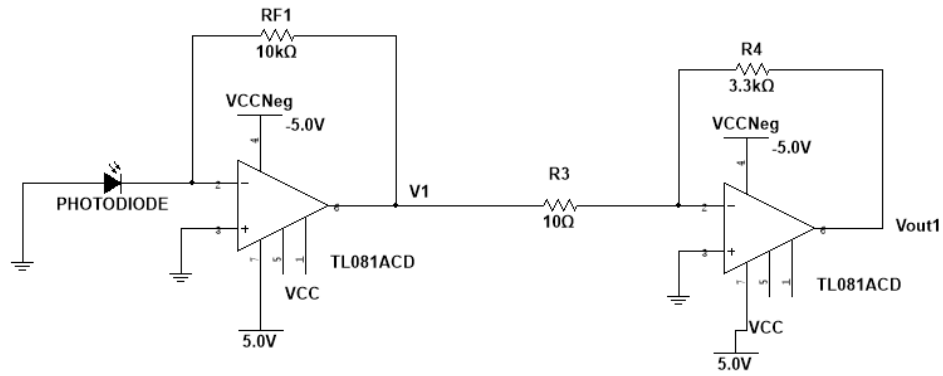 RF1
10kΩ
R4
3.3kΩ
VCCNeg
-5.0V
VCCNeg
-5.0V
4
4
R3
10Ω
PHOTODIODE
2
3
6
V1
2
3
6
Vout1
7
5
1
TL081ACD
VCC
5.0V
7
5
1
TL081ACD
VCC
5.0V